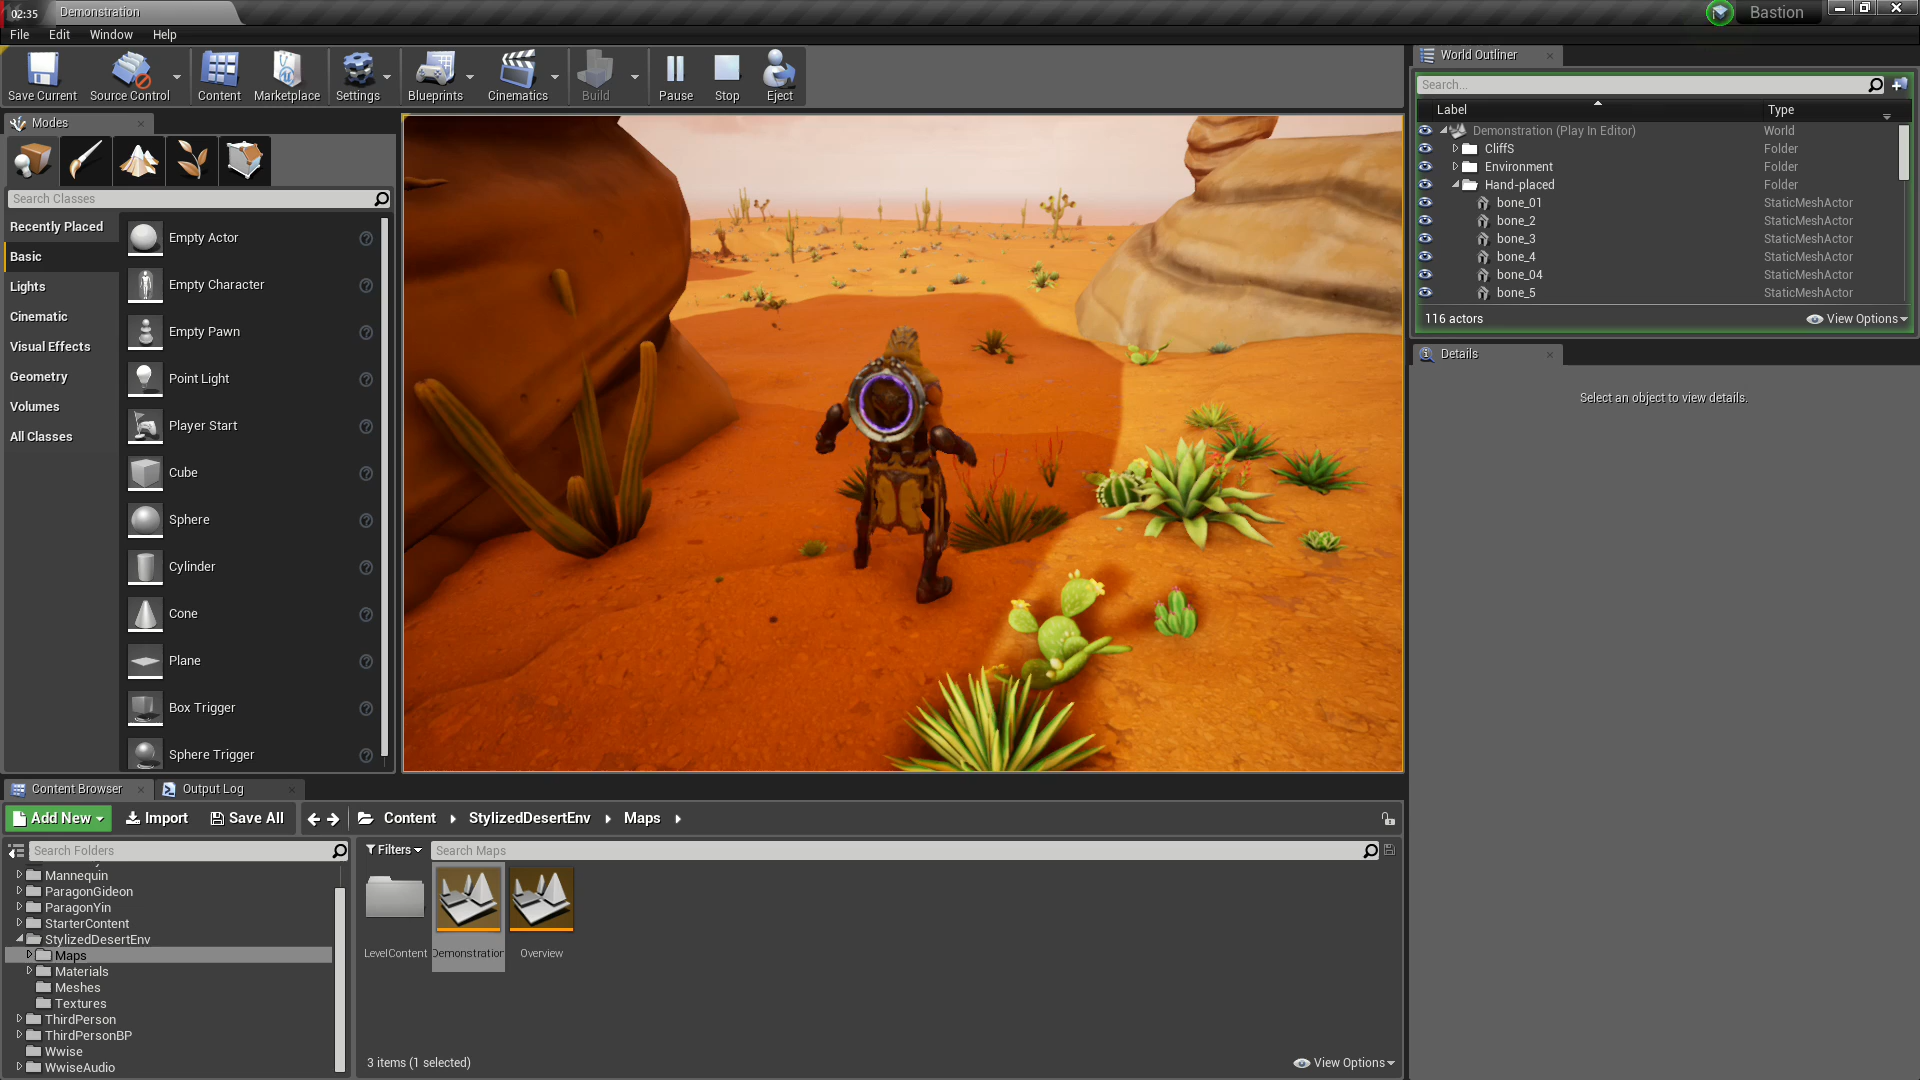 02:35
Demonstration
Bastion
File Edit Window Help
Save Current Source Control Content Marketplace Settings Blueprints Cinematics Build Pause Stop Eject
Modes
Search Classes
Recently Placed
Basic
Lights
Cinematic
Visual Effects
Geometry
Volumes
All Classes
Empty Actor
Empty Character
Empty Pawn
Point Light
Player Start
Cube
Sphere
Cylinder
Cone
Plane
Box Trigger
Sphere Trigger
World Outliner
Search...
Label Type
Demonstration (Play In Editor) World
CliffS Folder
Environment Folder
Hand-placed Folder
bone_01 StaticMeshActor
bone_2 StaticMeshActor
bone_3 StaticMeshActor
bone_4 StaticMeshActor
bone_04 StaticMeshActor
bone_5 StaticMeshActor
116 actors View Options
Details
Select an object to view details.
Content Browser Output Log
Add New Import Save All Content StylizedDesertEnv Maps
Search Folders
Mannequin
ParagonGideon
ParagonYin
StarterContent
StylizedDesertEnv
Maps
Materials
Meshes
Textures
ThirdPerson
ThirdPersonBP
Wwise
WwiseAudio
Filters Search Maps
LevelContent Demonstration Overview
3 items (1 selected) View Options